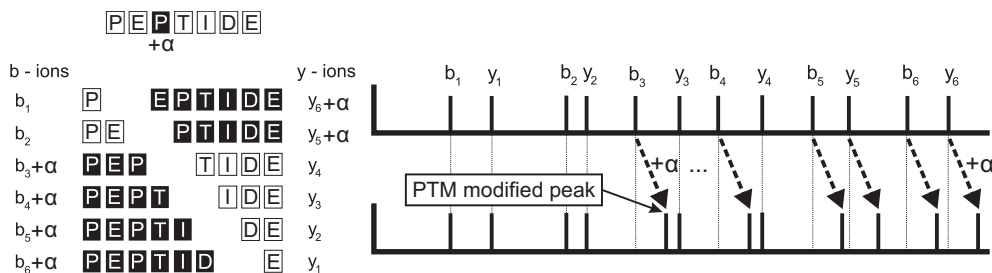 PEPTIDE
+α
b - ions y - ions
b₁ P EPTIDE y₆+α
b₂ PE PTIDE y₅+α
b₃+α PEP TIDE y₄
b₄+α PEPT IDE y₃
b₅+α PEPTI DE y₂
b₆+α PEPTID E y₁
b₁ y₁ b₂ y₂ b₃ y₃ b₄ y₄ b₅ y₅ b₆ y₆
+α ... +α
PTM modified peak